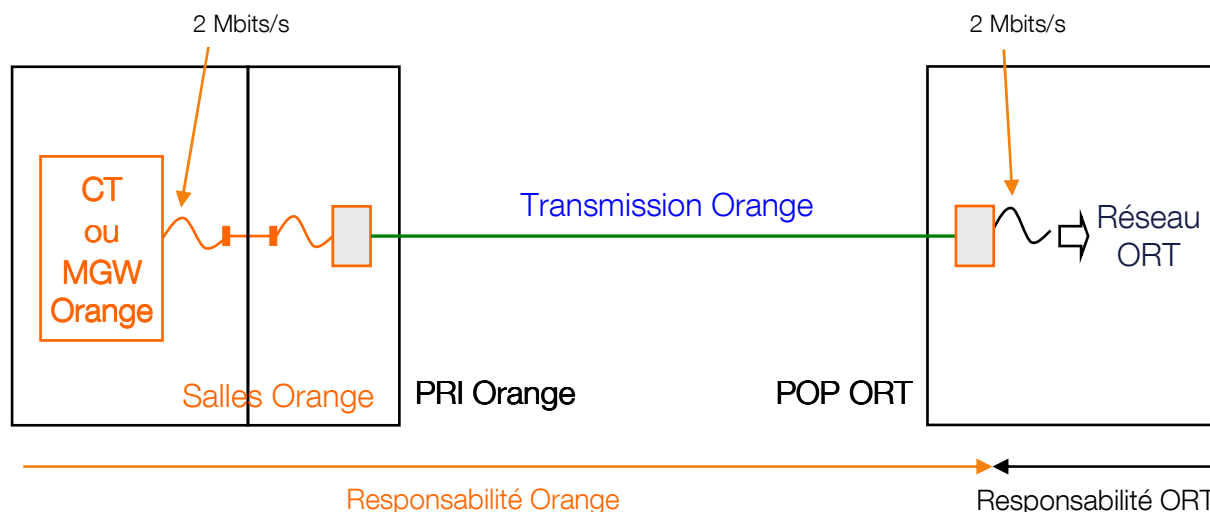 2 Mbits/s
2 Mbits/s
CT
ou
MGW
Orange
Transmission Orange
Réseau
ORT
Salles Orange
PRI Orange
POP ORT
Responsabilité Orange
Responsabilité ORT